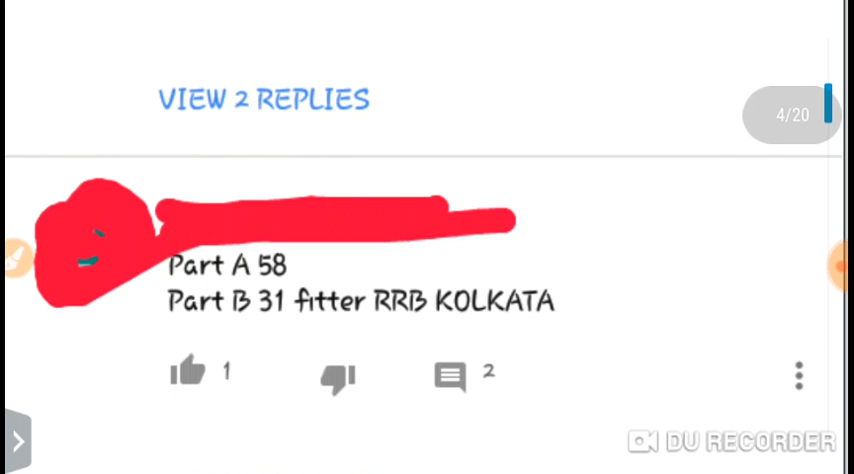 VIEW 2 REPLIES
4/20
Part A 58
Part B 31 fitter RRB KOLKATA
1
2
DU RECORDER